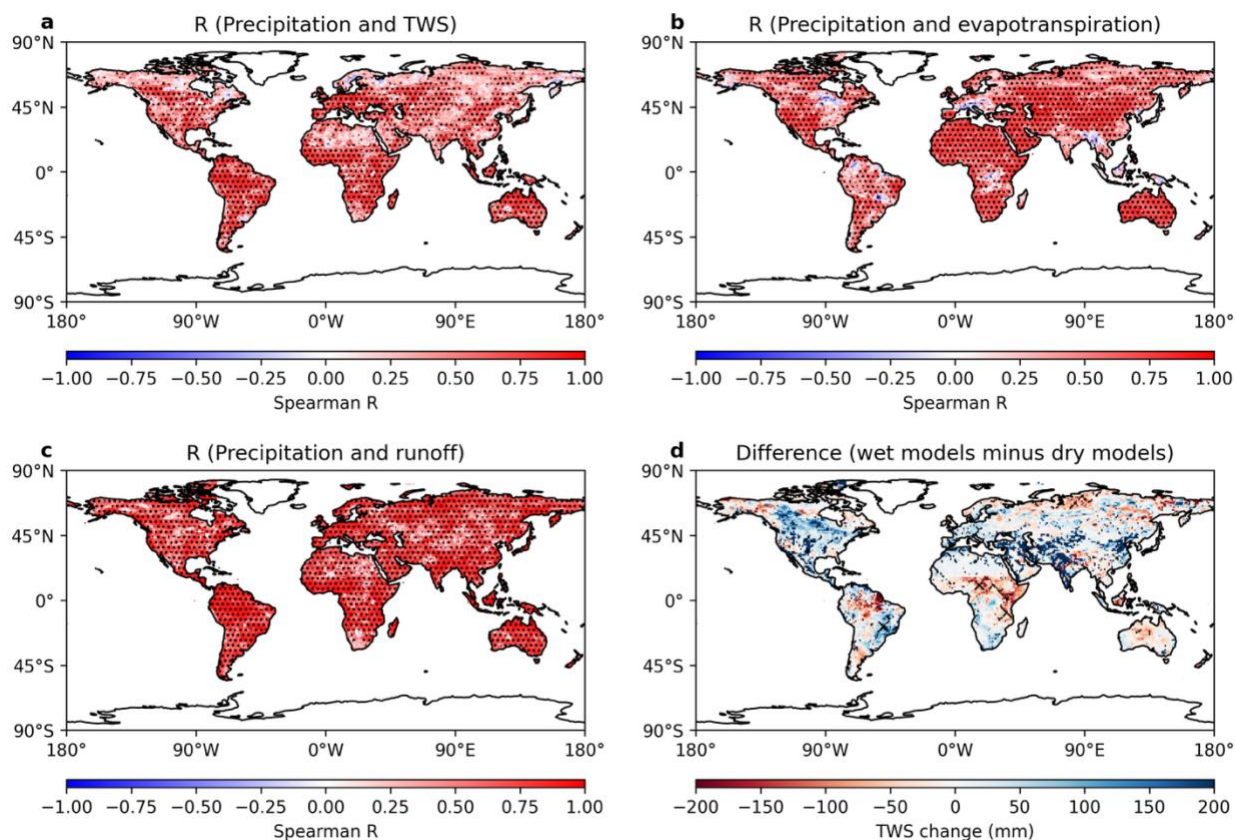 a R (Precipitation and TWS)
90°N
45°N
0°
45°S
90°S
180° 90°W 0°W 90°E 180°
−1.00 −0.75 −0.50 −0.25 0.00 0.25 0.50 0.75 1.00
Spearman R
b R (Precipitation and evapotranspiration)
90°N
45°N
0°
45°S
90°S
180° 90°W 0°W 90°E 180°
−1.00 −0.75 −0.50 −0.25 0.00 0.25 0.50 0.75 1.00
Spearman R
c R (Precipitation and runoff)
90°N
45°N
0°
45°S
90°S
180° 90°W 0°W 90°E 180°
−1.00 −0.75 −0.50 −0.25 0.00 0.25 0.50 0.75 1.00
Spearman R
d Difference (wet models minus dry models)
90°N
45°N
0°
45°S
90°S
180° 90°W 0°W 90°E 180°
−200 −150 −100 −50 0 50 100 150 200
TWS change (mm)